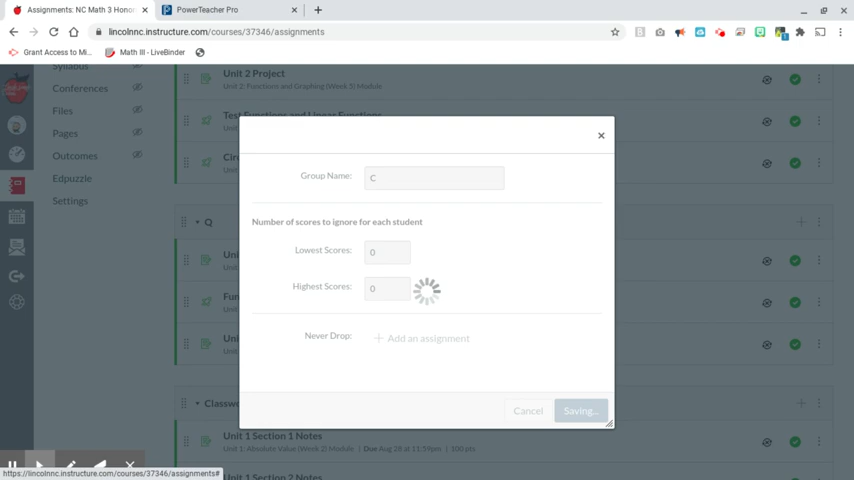 Assignments: NC Math 3 Honor
PowerTeacher Pro
lincolnnc.instructure.com/courses/37346/assignments
Grant Access to Mi...
Math III - LiveBinder
Syllabus
Conferences
Files
Pages
Outcomes
Edpuzzle
Settings
Unit 2 Project
Unit 2: Functions and Graphing (Week 3) Module
Test Functions and Linear Functions
Unit
Circ
Unit
Group Name:
C
Number of scores to ignore for each student
Lowest Scores:
0
Highest Scores:
0
Never Drop:
+ Add an assignment
Cancel
Saving...
Q
Uni
Unit
Fun
Unit
Uni
Unit
Classwo
Unit 1 Section 1 Notes
Unit 1: Absolute Value (Week 2) Module | Due Aug 28 at 11:59pm | 100 pts
Unit 1 Section 2 Notes
https://lincolnnc.instructure.com/courses/37346/assignments#